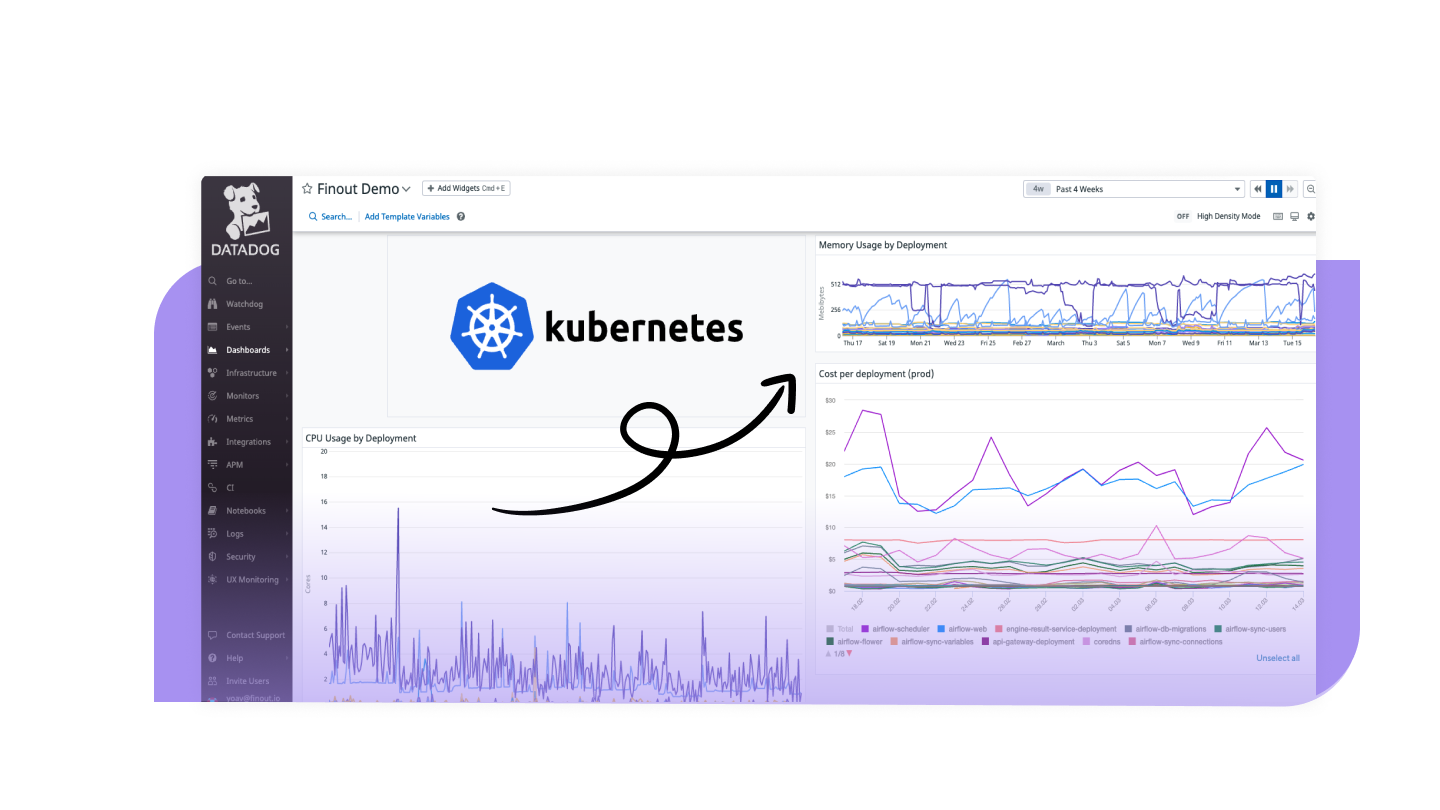 DATADOG
Go to...
Watchdog
Events
Dashboards
Infrastructure
Monitors
Metrics
Integrations
APM
CI
Notebooks
Logs
Security
UX Monitoring
Contact Support
Help
Invite Users
yozv@finout.io
Finout Demo
+ Add Widgets Cmd+E
4w Past 4 Weeks
Search...
Add Template Variables
OFF High Density Mode
kubernetes
CPU Usage by Deployment
Cores
20
18
16
14
12
10
8
6
4
2
Memory Usage by Deployment
Mebibytes
512
256
0
Thu 17 Sat 19 Mon 21 Wed 23 Fri 25 Feb 27 March Thu 3 Sat 5 Mon 7 Wed 9 Fri 11 Mar 13 Tue 15
Cost per deployment (prod)
$30
$25
$20
$15
$10
$5
$0
18.02 20.02 22.02 24.02 26.02 28.02 02.03 04.03 06.03 08.03 10.03 12.03 14.03
Total airflow-scheduler airflow-web engine-result-service-deployment airflow-db-migrations airflow-sync-users
airflow-flower airflow-sync-variables api-gateway-deployment coredns airflow-sync-connections
1/8
Unselect all